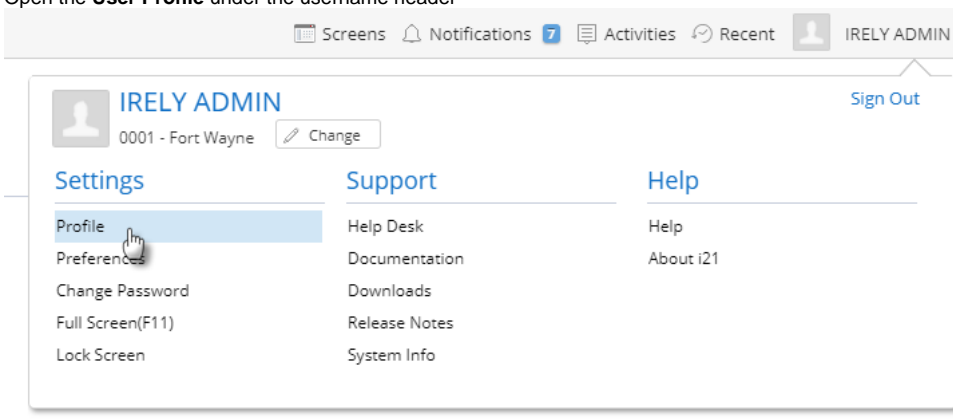 Open the User Profile under the username header
Screens Notifications 7 Activities Recent IRELY ADMIN
IRELY ADMIN Sign Out
0001 - Fort Wayne Change
Settings Support Help
Profile Help Desk Help
Preferences Documentation About i21
Change Password Downloads
Full Screen(F11) Release Notes
Lock Screen System Info